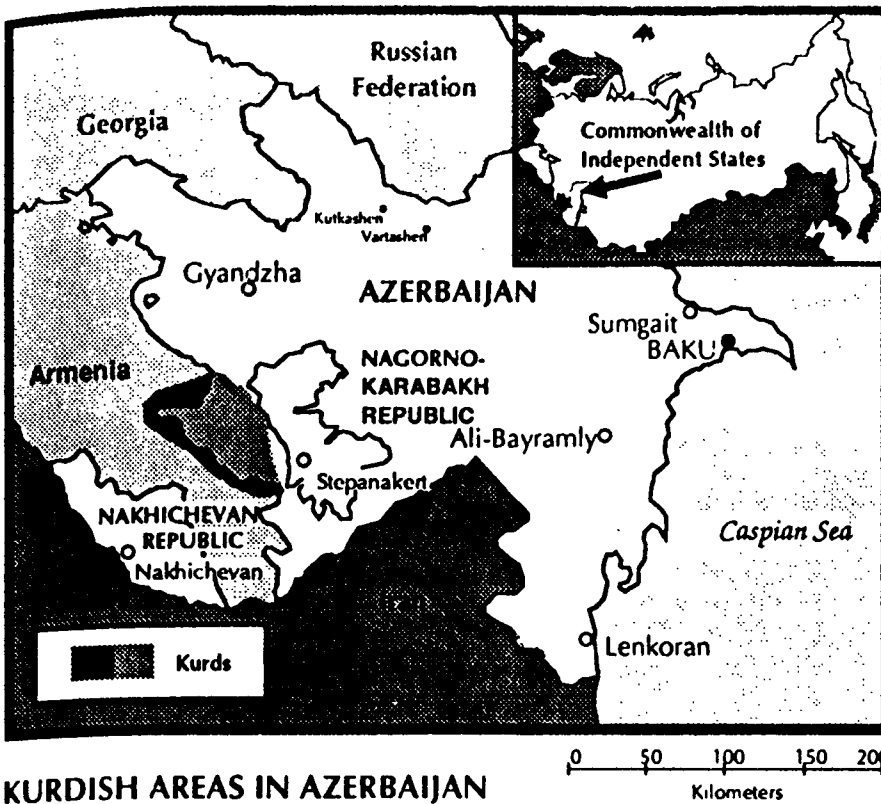 Russian
Federation
Georgia
Commonwealth of
Independent States
Kutkashen
Vartashen
Gyandzha
AZERBAIJAN
Sumgait
BAKU
NAGORNO-
KARABAKH
REPUBLIC
Armenia
Ali-Bayramly
Stepanakert
NAKHICHEVAN
REPUBLIC
Nakhichevan
Caspian Sea
Lenkoran
Kurds
KURDISH AREAS IN AZERBAIJAN
0 50 100 150 200
Kilometers